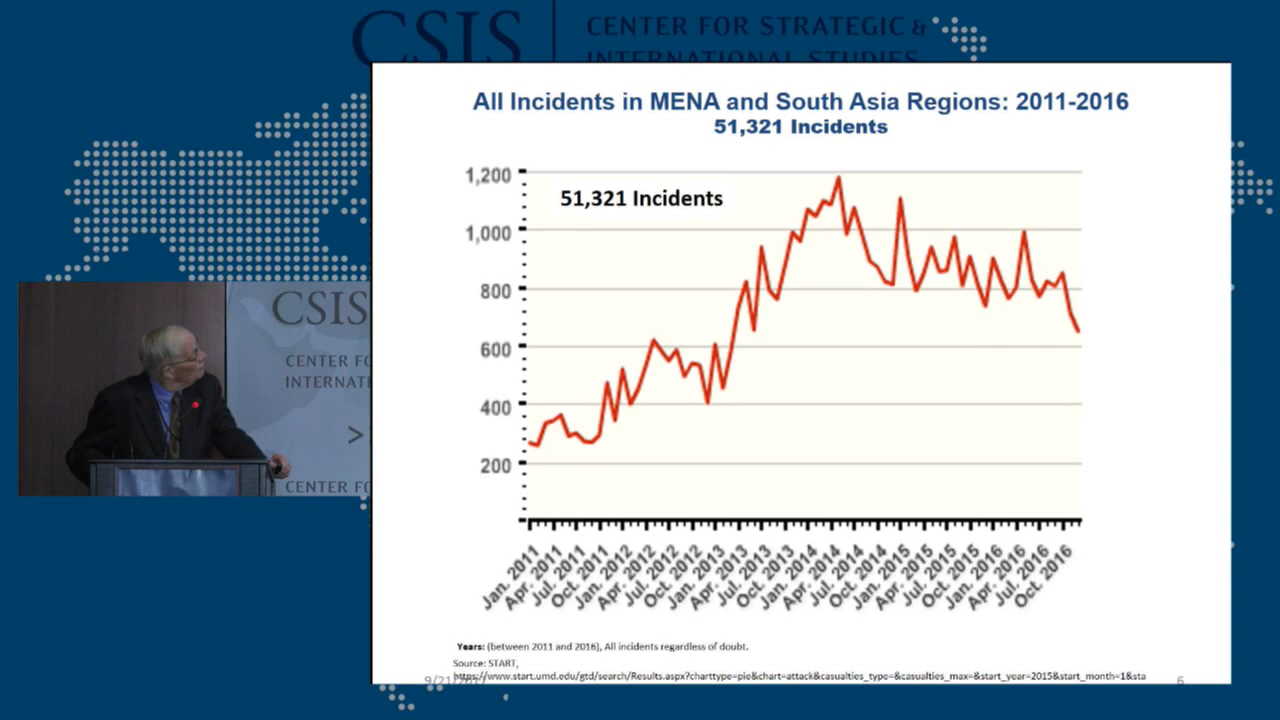 CSIS
CENTER FOR STRATEGIC &
INTERNATIONAL STUDIES
All Incidents in MENA and South Asia Regions: 2011-2016
51,321 Incidents
51,321 Incidents
1,200
1,000
800
600
400
200
Jan. 2011
Apr. 2011
Jul. 2011
Oct. 2011
Jan. 2012
Apr. 2012
Jul. 2012
Oct. 2012
Jan. 2013
Apr. 2013
Jul. 2013
Oct. 2013
Jan. 2014
Apr. 2014
Jul. 2014
Oct. 2014
Jan. 2015
Apr. 2015
Jul. 2015
Oct. 2015
Jan. 2016
Apr. 2016
Jul. 2016
Oct. 2016
CSIS
CENTER FO
INTERNATI
>
CENTER FO
Years: (between 2011 and 2016), All incidents regardless of doubt.
Source: START,
https://www.start.umd.edu/gtd/search/Results.aspx?charttype=pie&chart=attack&casualties_type=&casualties_max=&start_year=2015&start_month=1&sta
6